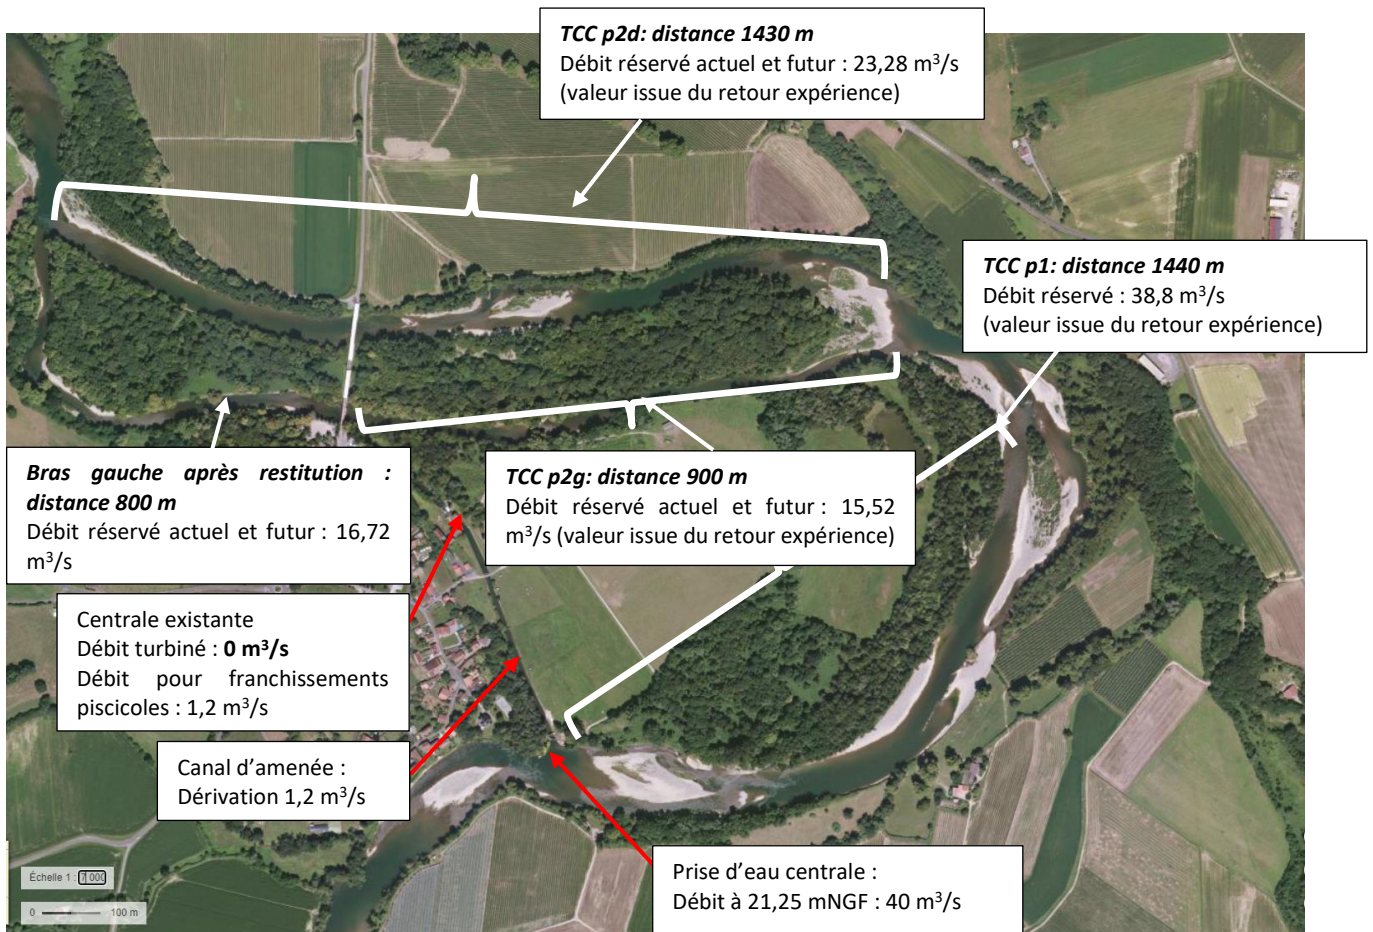 TCC p2d: distance 1430 m
Débit réservé actuel et futur : 23,28 m³/s
(valeur issue du retour expérience)
TCC p1: distance 1440 m
Débit réservé : 38,8 m³/s
(valeur issue du retour expérience)
Bras gauche après restitution :
distance 800 m
Débit réservé actuel et futur : 16,72
m³/s
TCC p2g: distance 900 m
Débit réservé actuel et futur : 15,52
m³/s (valeur issue du retour expérience)
Centrale existante
Débit turbiné : 0 m³/s
Débit pour franchissements
piscicoles : 1,2 m³/s
Canal d’amenée :
Dérivation 1,2 m³/s
Prise d’eau centrale :
Débit à 21,25 mNGF : 40 m³/s
Échelle 1 : 7 000
0 100 m